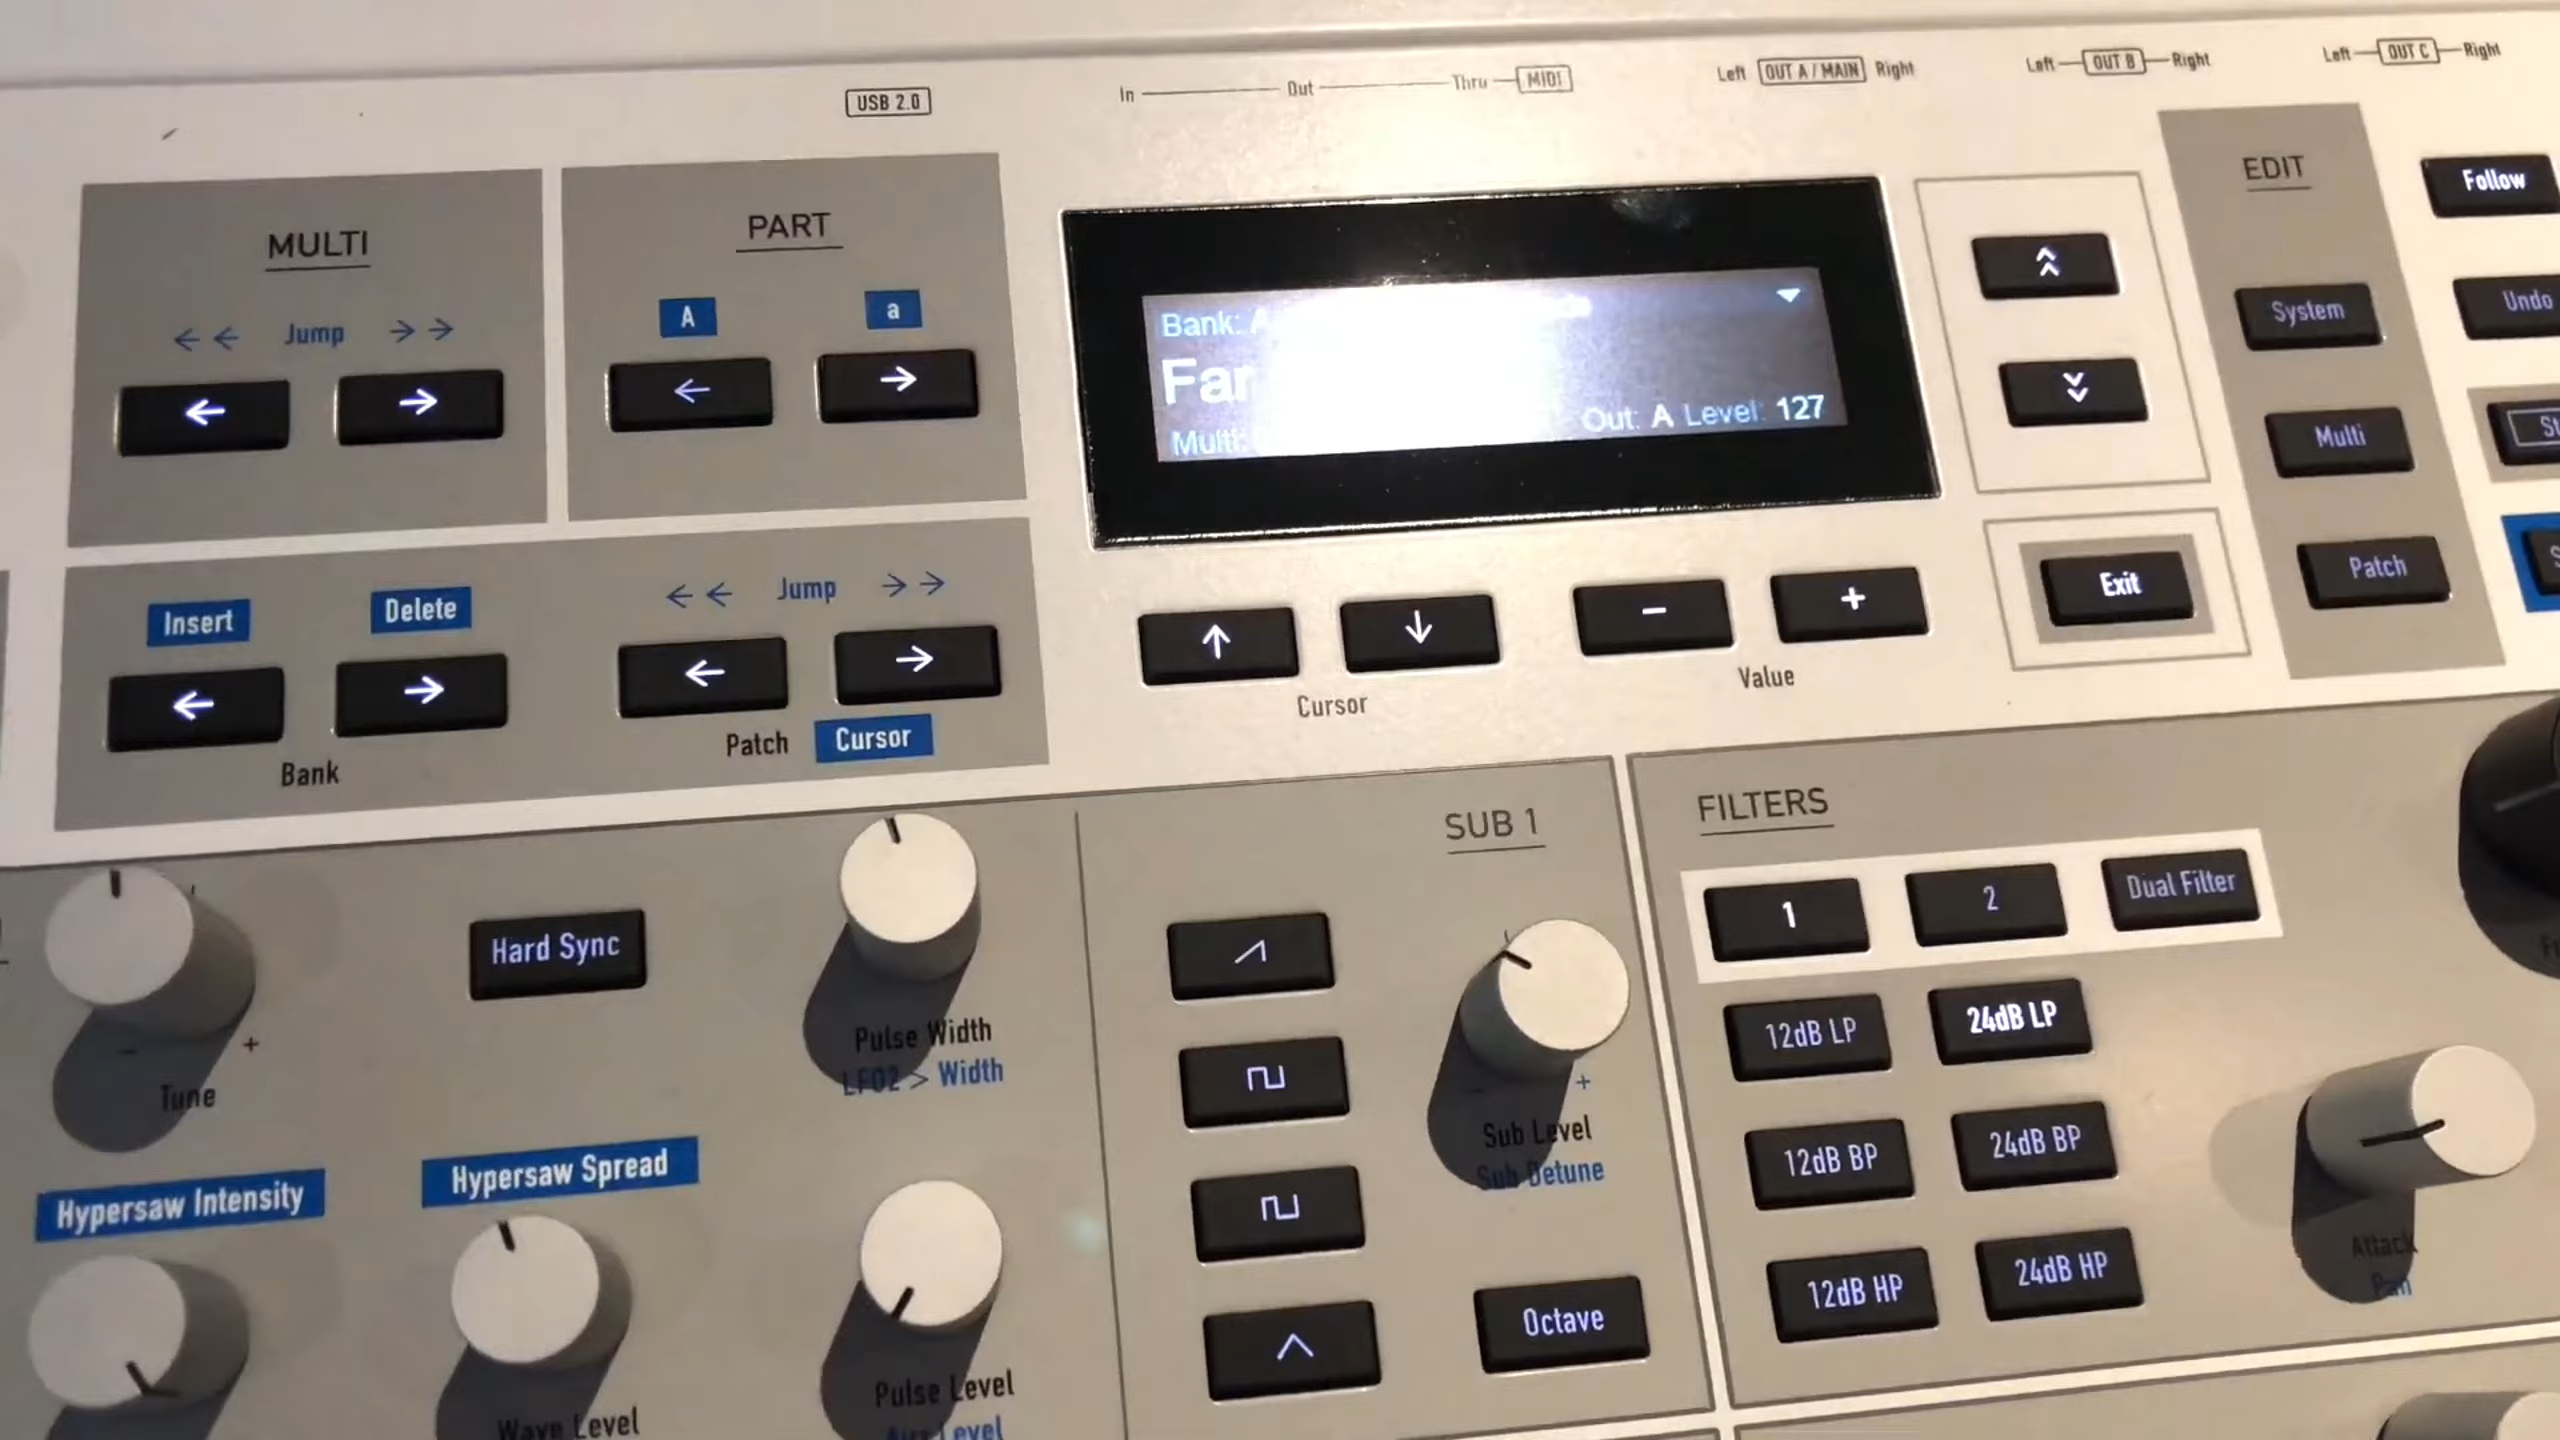 USB 2.0
In Out Thru MIDI
Left OUT A / MAIN Right
Left OUT B Right
Left OUT C Right
MULTI
Jump
PART
A
a
Bank:
Far
Multi:
Out: A Level: 127
EDIT
System
Multi
Patch
Follow
Undo
Exit
Insert
Delete
Bank
Jump
Patch
Cursor
Cursor
- +
Value
Tune
- +
Hard Sync
Pulse Width
LFO2 > Width
Hypersaw Intensity
Hypersaw Spread
Wave Level
Pulse Level
SUB 1
- +
Sub Level
Sub Detune
Octave
FILTERS
1
2
Dual Filter
12dB LP
24dB LP
12dB BP
24dB BP
12dB HP
24dB HP
Attack
Pan